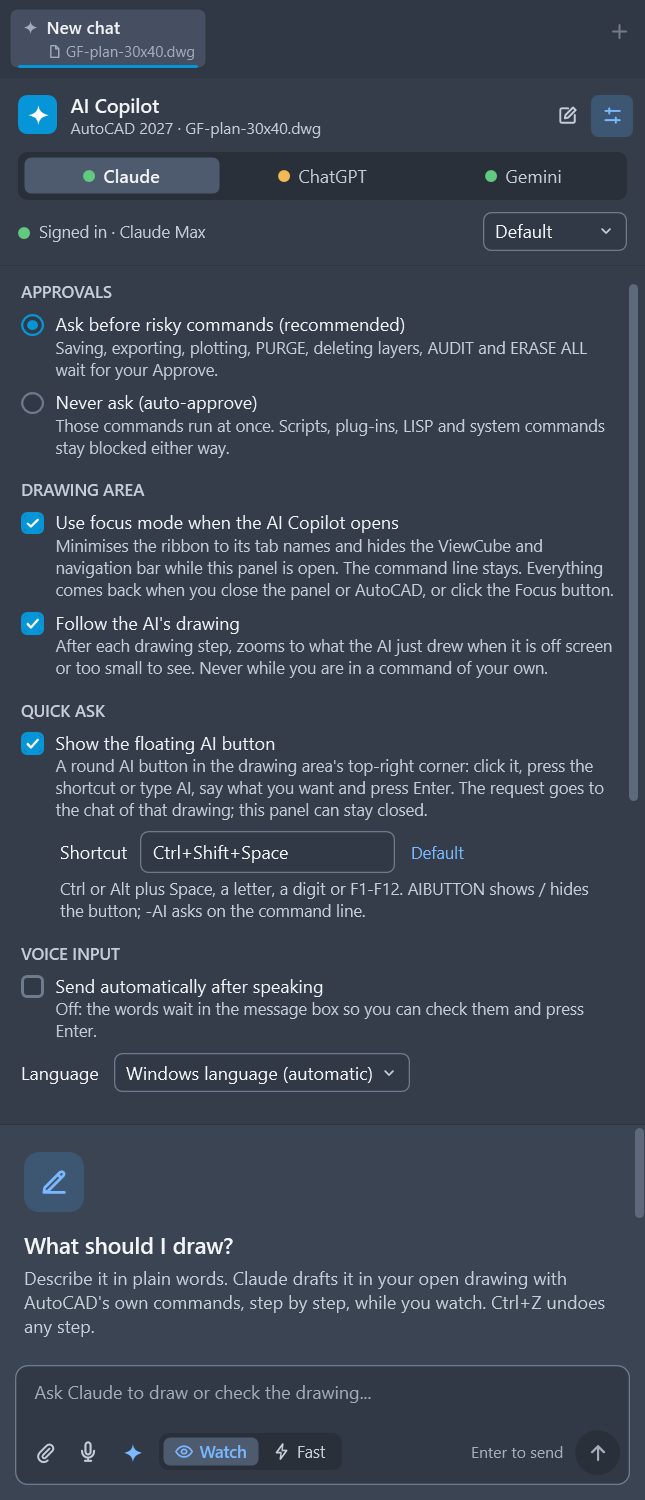 New chat
GF-plan-30x40.dwg
AI Copilot
AutoCAD 2027 · GF-plan-30x40.dwg
Claude
ChatGPT
Gemini
Signed in · Claude Max
Default
APPROVALS
Ask before risky commands (recommended)
Saving, exporting, plotting, PURGE, deleting layers, AUDIT and ERASE ALL
wait for your Approve.
Never ask (auto-approve)
Those commands run at once. Scripts, plug-ins, LISP and system commands
stay blocked either way.
DRAWING AREA
Use focus mode when the AI Copilot opens
Minimises the ribbon to its tab names and hides the ViewCube and
navigation bar while this panel is open. The command line stays. Everything
comes back when you close the panel or AutoCAD, or click the Focus button.
Follow the AI's drawing
After each drawing step, zooms to what the AI just drew when it is off screen
or too small to see. Never while you are in a command of your own.
QUICK ASK
Show the floating AI button
A round AI button in the drawing area's top-right corner: click it, press the
shortcut or type AI, say what you want and press Enter. The request goes to
the chat of that drawing; this panel can stay closed.
Shortcut
Ctrl+Shift+Space
Default
Ctrl or Alt plus Space, a letter, a digit or F1-F12. AIBUTTON shows / hides
the button; -AI asks on the command line.
VOICE INPUT
Send automatically after speaking
Off: the words wait in the message box so you can check them and press
Enter.
Language
Windows language (automatic)
What should I draw?
Describe it in plain words. Claude drafts it in your open drawing with
AutoCAD's own commands, step by step, while you watch. Ctrl+Z undoes
any step.
Ask Claude to draw or check the drawing...
Watch
Fast
Enter to send